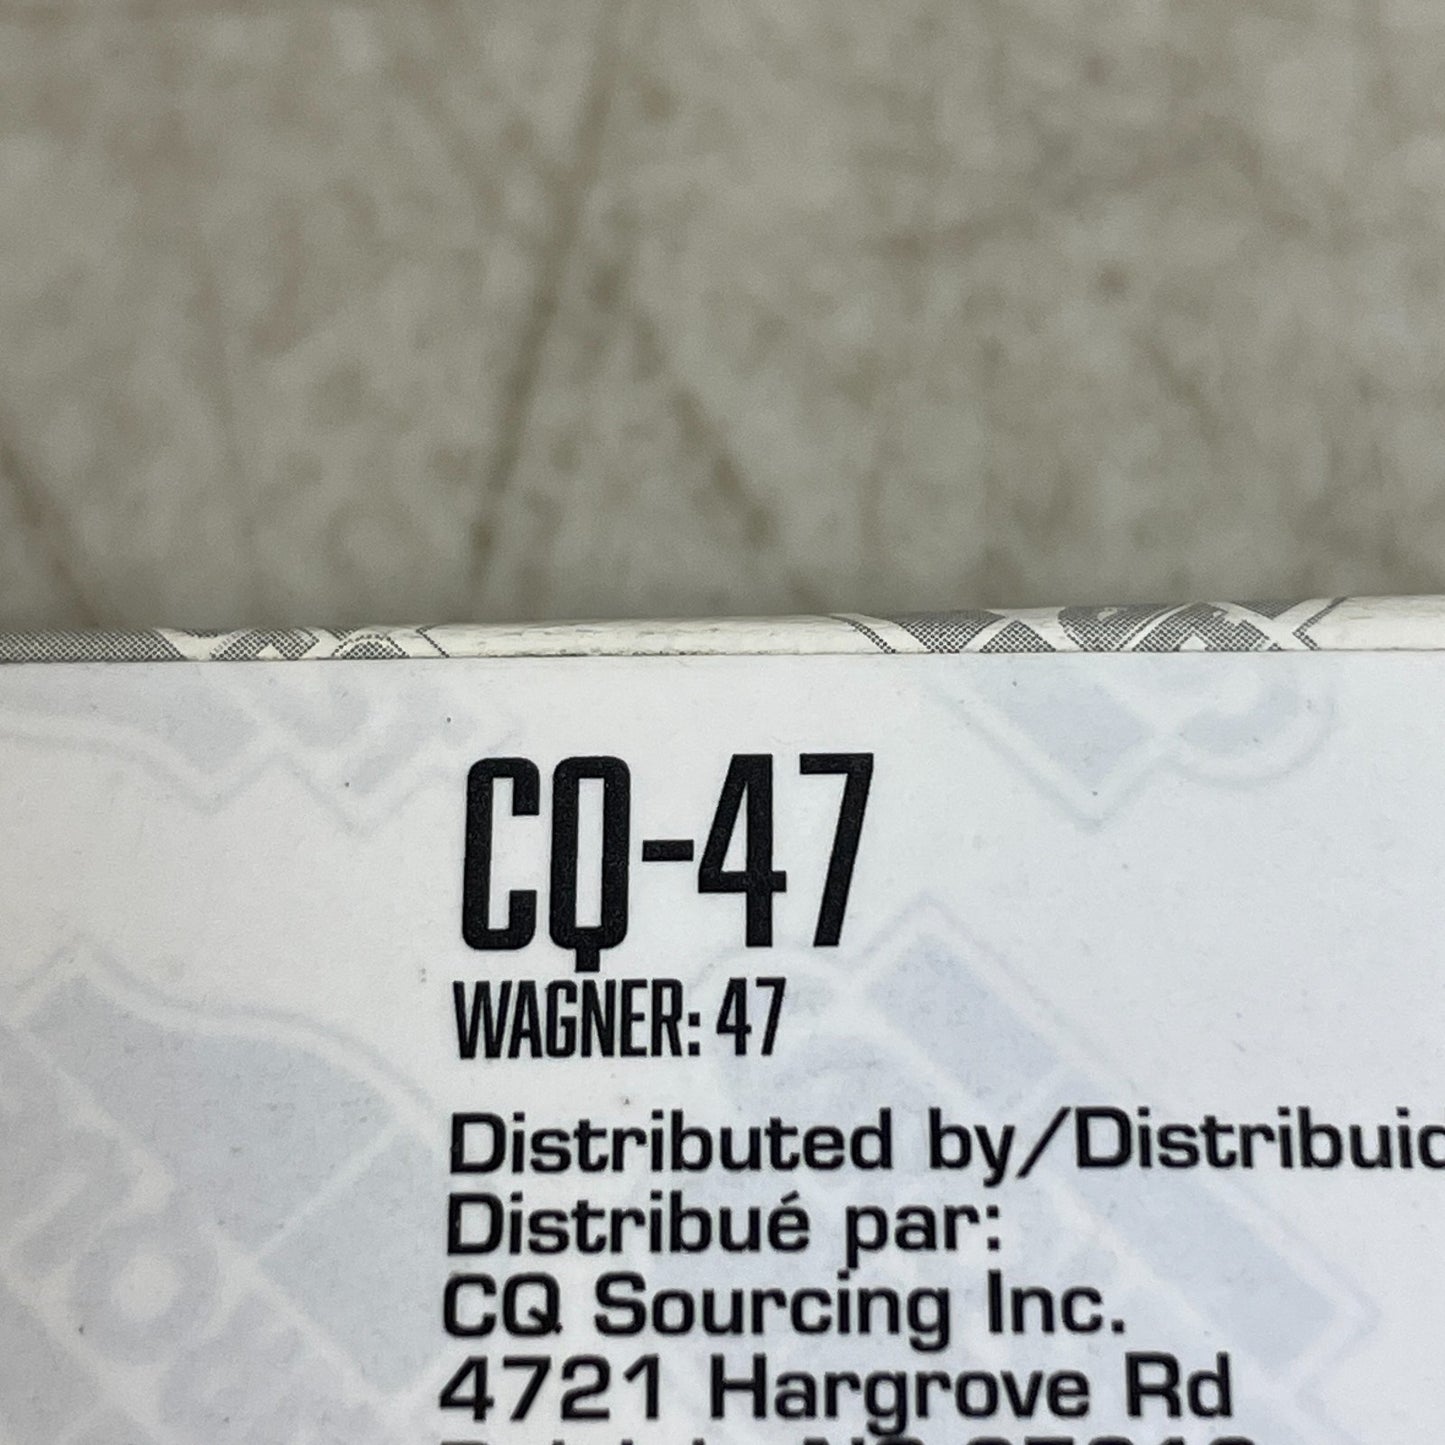 CQ-47
WAGNER: 47
Distributed by/Distribuid
Distribué par:
CQ Sourcing Inc.
4721 Hargrove Rd